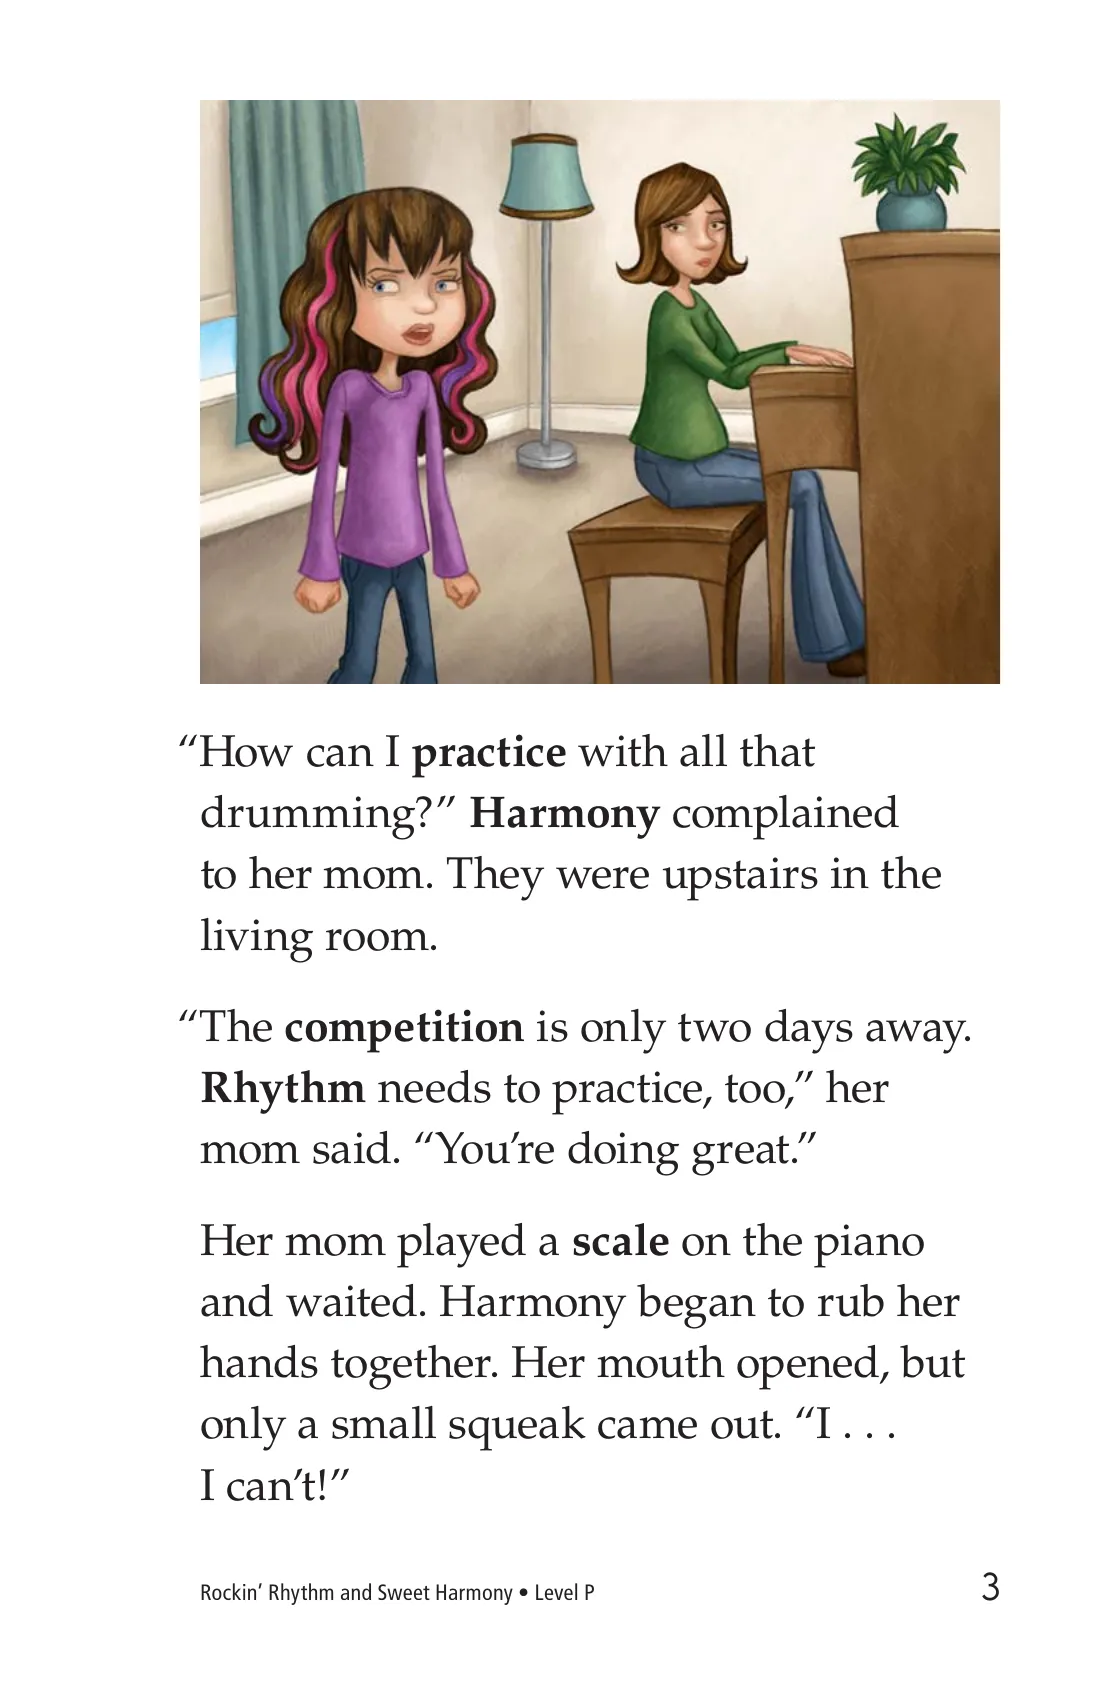 “How can I practice with all that
drumming?” Harmony complained
to her mom. They were upstairs in the
living room.
“The competition is only two days away.
Rhythm needs to practice, too,” her
mom said. “You’re doing great.”
Her mom played a scale on the piano
and waited. Harmony began to rub her
hands together. Her mouth opened, but
only a small squeak came out. “I . . .
I can’t!”
Rockin’ Rhythm and Sweet Harmony • Level P
3